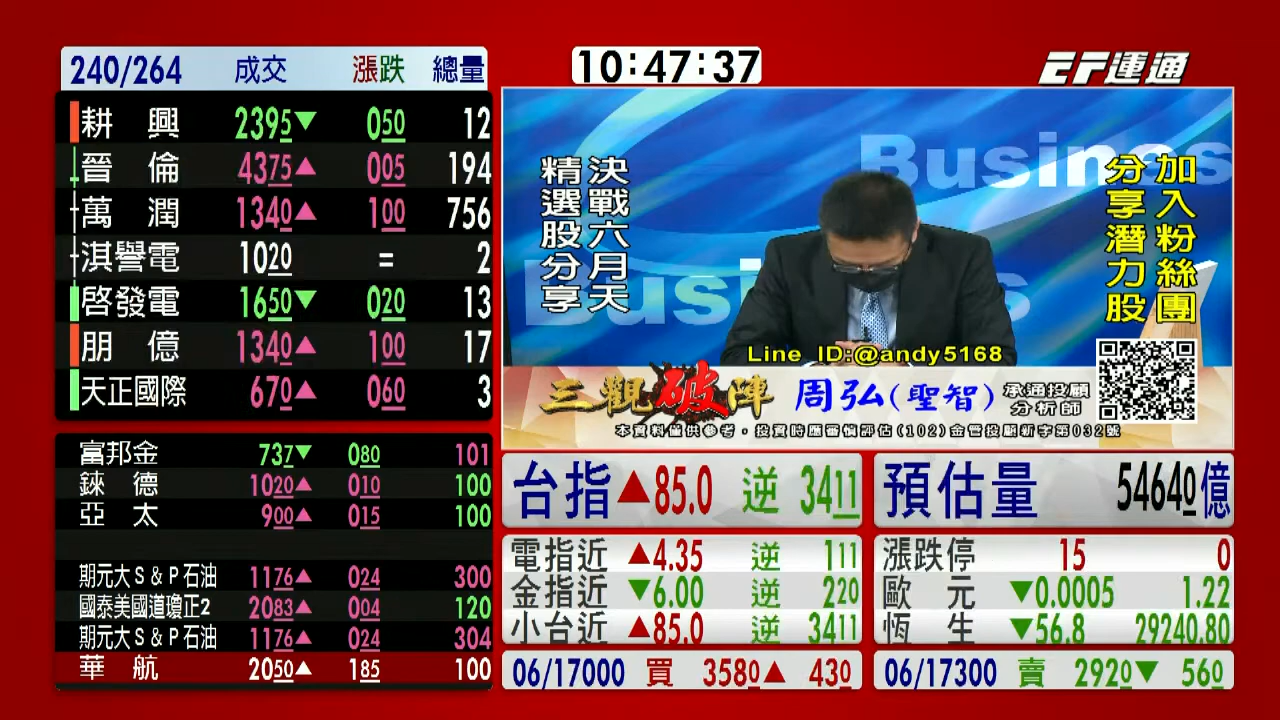 240/264 成交 漲跌 總量
耕興 2395▼ 050 12
晉倫 4375▲ 005 194
萬潤 1340▲ 100 756
淇譽電 1020 = 2
啓發電 1650▼ 020 13
朋億 1340▲ 100 17
天正國際 670▲ 060 3
富邦金 737▼ 080 101
錸德 1020▲ 010 100
亞太 900▲ 015 100
期元大S&P石油 1176▲ 024 300
國泰美國道瓊正2 2083▲ 004 120
期元大S&P石油 1176▲ 024 304
華航 2050▲ 185 100
10:47:37
EF運通
Business
Business
決戰六月天
精選股分享
加入粉絲團
分享潛力股
Line ID:@andy5168
三觀破陣 周弘(聖智) 承通投顧
分析師
本資料僅供參考，投資時應審慎評估(102)金管投顧新字第032號
台指▲85.0 逆 3411
預估量 54640億
電指近 ▲4.35 逆 111
金指近 ▼6.00 逆 220
小台近 ▲85.0 逆 3411
漲跌停 15 0
歐元 ▼0.0005 1.22
恆生 ▼56.8 29240.80
06/17000 買 3580▲ 430
06/17300 賣 2920▼ 560